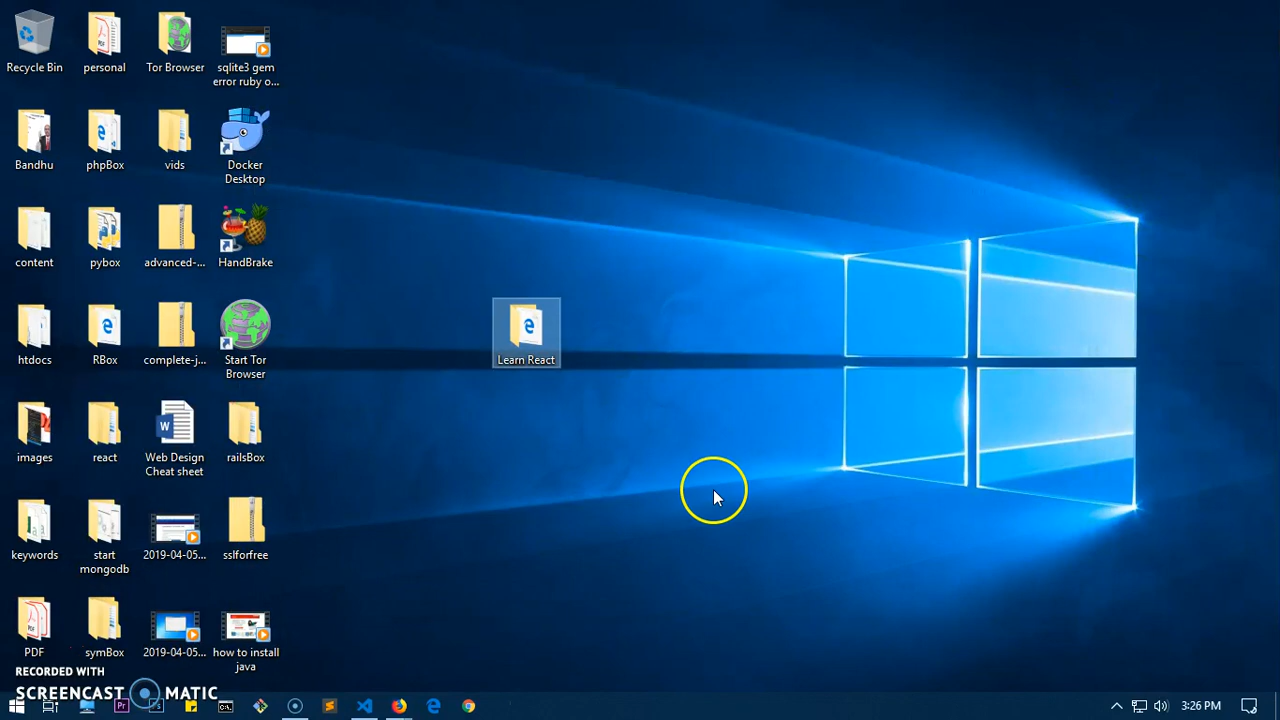 Recycle Bin
personal
Tor Browser
sqlite3 gem
error ruby o...
Bandhu
phpBox
vids
Docker
Desktop
content
pybox
advanced-...
HandBrake
htdocs
RBox
complete-j...
Start Tor
Browser
Learn React
images
react
Web Design
Cheat sheet
railsBox
keywords
start
mongodb
2019-04-05...
sslforfree
PDF
symBox
2019-04-05...
how to install
java
RECORDED WITH
SCREENCAST MATIC
3:26 PM